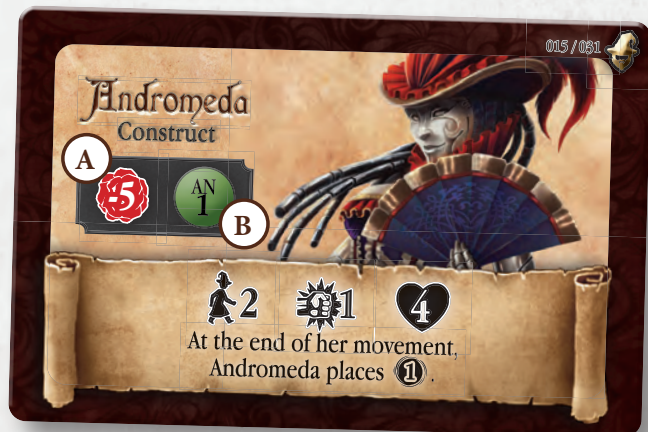 015 / 031
Andromeda
Construct
A
-5
AN
1
B
2 1 4
At the end of her movement,
Andromeda places 1.